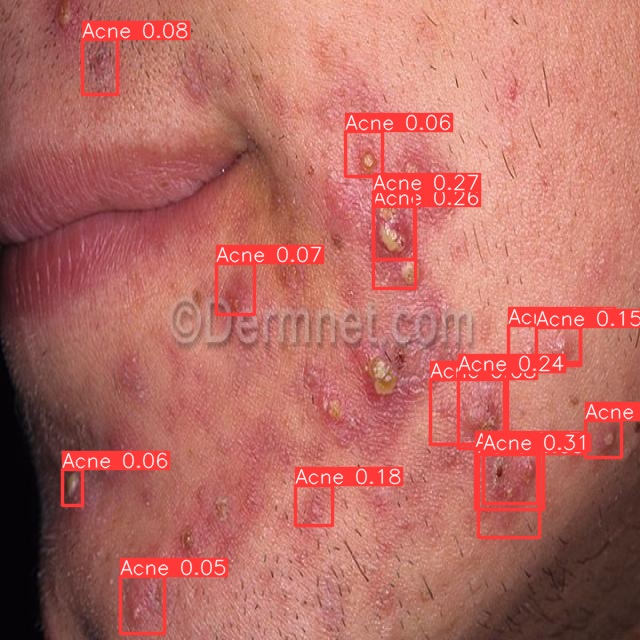 Acne 0.08
Acne 0.06
Acne 0.27
Acne 0.26
Acne 0.07
©Dermnet.com
Acne 0.15
Acne 0.24
Acne
Acne 0.31
Acne 0.06
Acne 0.18
Acne 0.05